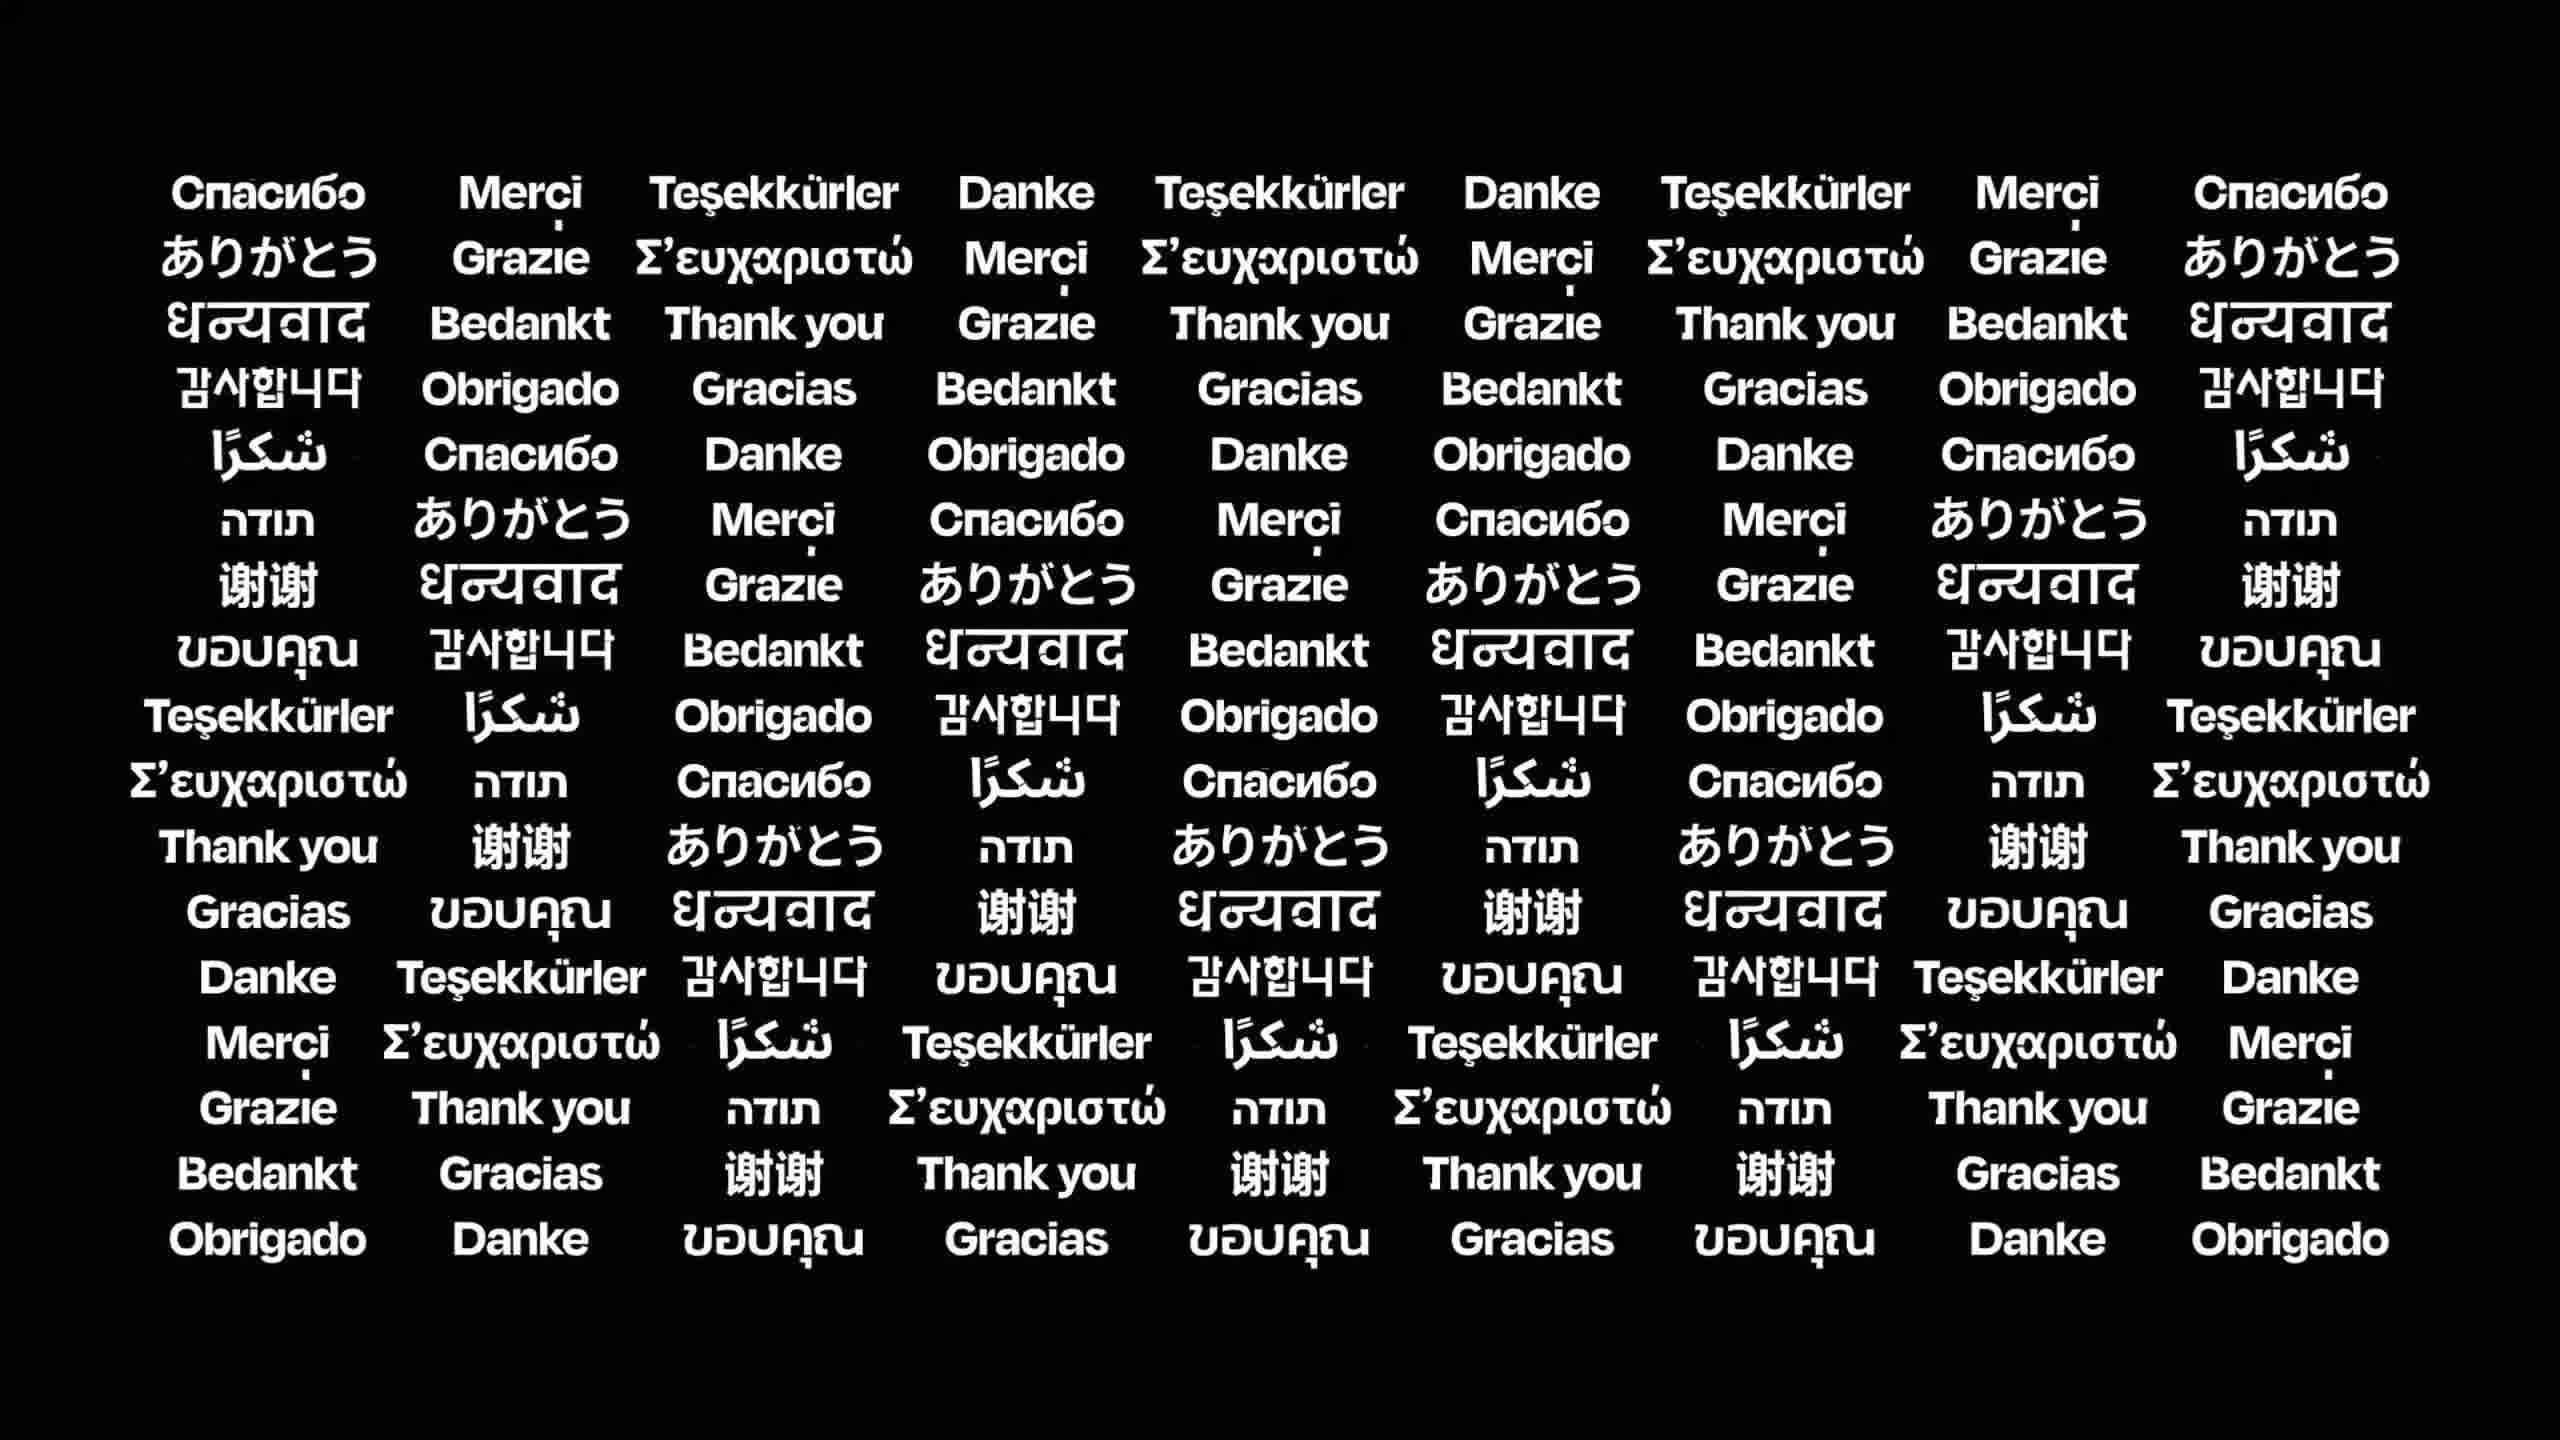 Спасибо Merci Teşekkürler Danke Teşekkürler Danke Teşekkürler Merci Спасибо
ありがとう Grazie Σ’ευχαριστώ Merci Σ’ευχαριστώ Merci Σ’ευχαριστώ Grazie ありがとう
धन्यवाद Bedankt Thank you Grazie Thank you Grazie Thank you Bedankt धन्यवाद
감사합니다 Obrigado Gracias Bedankt Gracias Bedankt Gracias Obrigado 감사합니다
شكرًا Спасибо Danke Obrigado Danke Obrigado Danke Спасибо شكرًا
תודה ありがとう Merci Спасибо Merci Спасибо Merci ありがとう תודה
谢谢 धन्यवाद Grazie ありがとう Grazie ありがとう Grazie धन्यवाद 谢谢
ขอบคุณ 감사합니다 Bedankt धन्यवाद Bedankt धन्यवाद Bedankt 감사합니다 ขอบคุณ
Teşekkürler شكرًا Obrigado 감사합니다 Obrigado 감사합니다 Obrigado شكرًا Teşekkürler
Σ’ευχαριστώ תודה Спасибо شكرًا Спасибо شكرًا Спасибо תודה Σ’ευχαριστώ
Thank you 谢谢 ありがとう תודה ありがとう תודה ありがとう 谢谢 Thank you
Gracias ขอบคุณ धन्यवाद 谢谢 धन्यवाद 谢谢 धन्यवाद ขอบคุณ Gracias
Danke Teşekkürler 감사합니다 ขอบคุณ 감사합니다 ขอบคุณ 감사합니다 Teşekkürler Danke
Merci Σ’ευχαριστώ شكرًا Teşekkürler شكرًا Teşekkürler شكرًا Σ’ευχαριστώ Merci
Grazie Thank you תודה Σ’ευχαριστώ תודה Σ’ευχαριστώ תודה Thank you Grazie
Bedankt Gracias 谢谢 Thank you 谢谢 Thank you 谢谢 Gracias Bedankt
Obrigado Danke ขอบคุณ Gracias ขอบคุณ Gracias ขอบคุณ Danke Obrigado